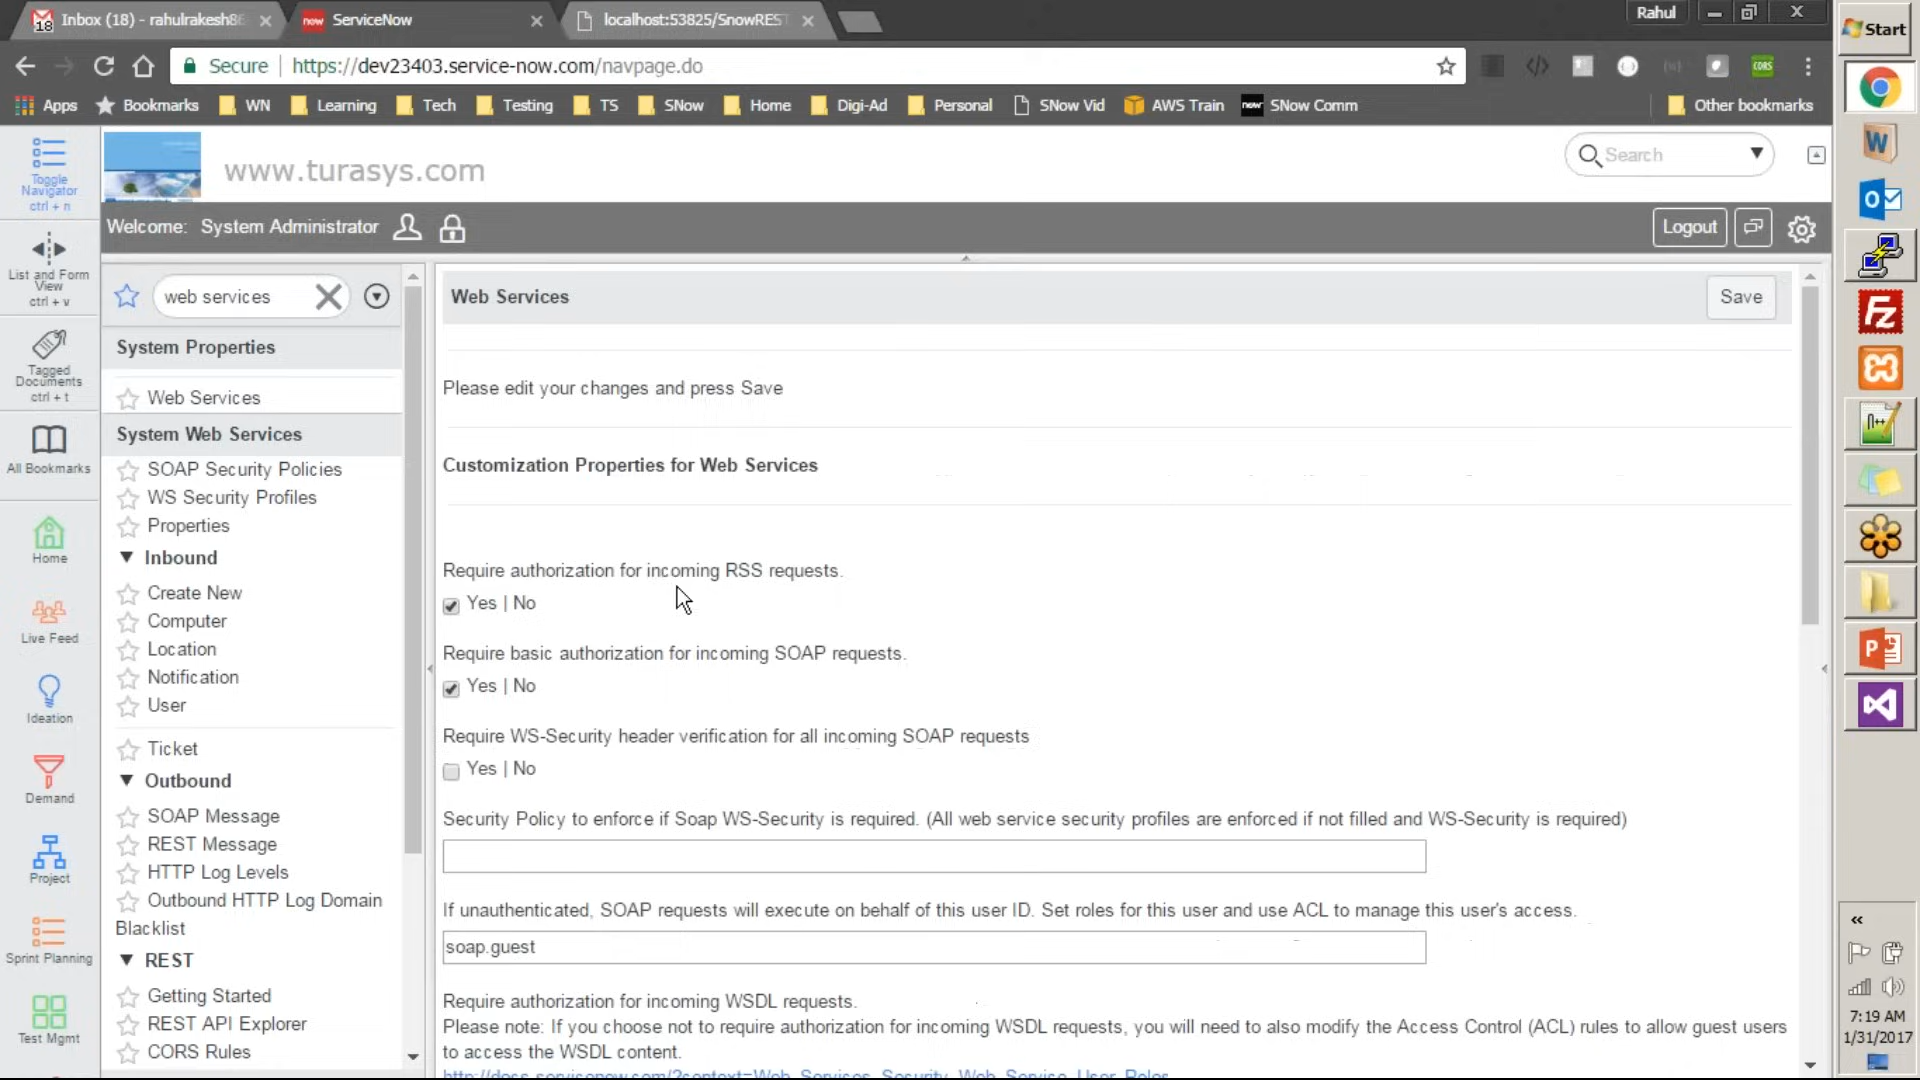 Inbox (18) - rahulrakesh86
ServiceNow
localhost:53825/SnowREST
Rahul
Start
Secure
https://dev23403.service-now.com/navpage.do
Apps
Bookmarks
WN
Learning
Tech
Testing
TS
SNow
Home
Digi-Ad
Personal
SNow Vid
AWS Train
SNow Comm
Other bookmarks
www.turasys.com
Search
Welcome: System Administrator
Logout
Toggle
Navigator
ctrl + n
List and Form
View
ctrl + v
Tagged
Documents
ctrl + t
All Bookmarks
Home
Live Feed
Ideation
Demand
Project
Sprint Planning
Test Mgmt
web services
System Properties
Web Services
System Web Services
SOAP Security Policies
WS Security Profiles
Properties
Inbound
Create New
Computer
Location
Notification
User
Ticket
Outbound
SOAP Message
REST Message
HTTP Log Levels
Outbound HTTP Log Domain
Blacklist
REST
Getting Started
REST API Explorer
CORS Rules
Web Services
Save
Please edit your changes and press Save
Customization Properties for Web Services
Require authorization for incoming RSS requests.
Yes | No
Require basic authorization for incoming SOAP requests.
Yes | No
Require WS-Security header verification for all incoming SOAP requests
Yes | No
Security Policy to enforce if Soap WS-Security is required. (All web service security profiles are enforced if not filled and WS-Security is required)
If unauthenticated, SOAP requests will execute on behalf of this user ID. Set roles for this user and use ACL to manage this user's access.
soap.guest
Require authorization for incoming WSDL requests.
Please note: If you choose not to require authorization for incoming WSDL requests, you will need to also modify the Access Control (ACL) rules to allow guest users
to access the WSDL content.
http://docs.servicenow.com/?context=Web_Services_Security_Web_Service_User_Roles
7:19 AM
1/31/2017